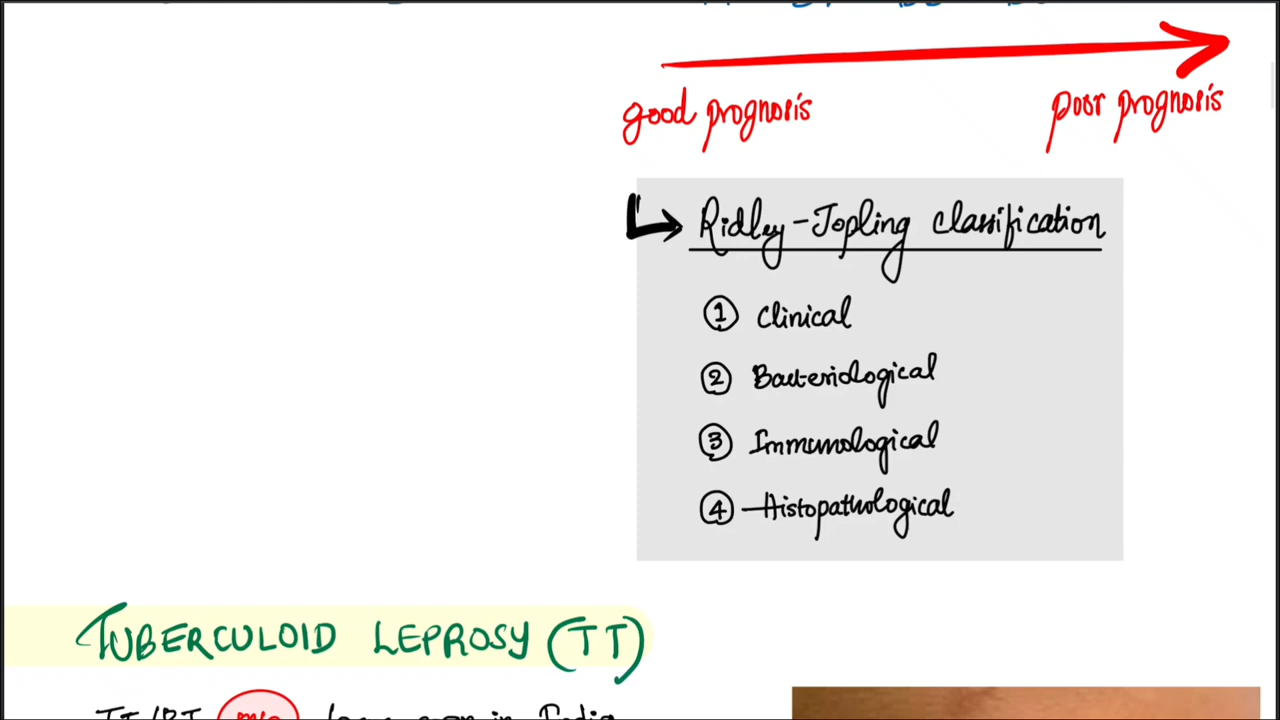 good prognosis
poor prognosis
Ridley-Jopling classification
1 Clinical
2 Bacteriological
3 Immunological
4 Histopathological
TUBERCULOID LEPROSY (TT)